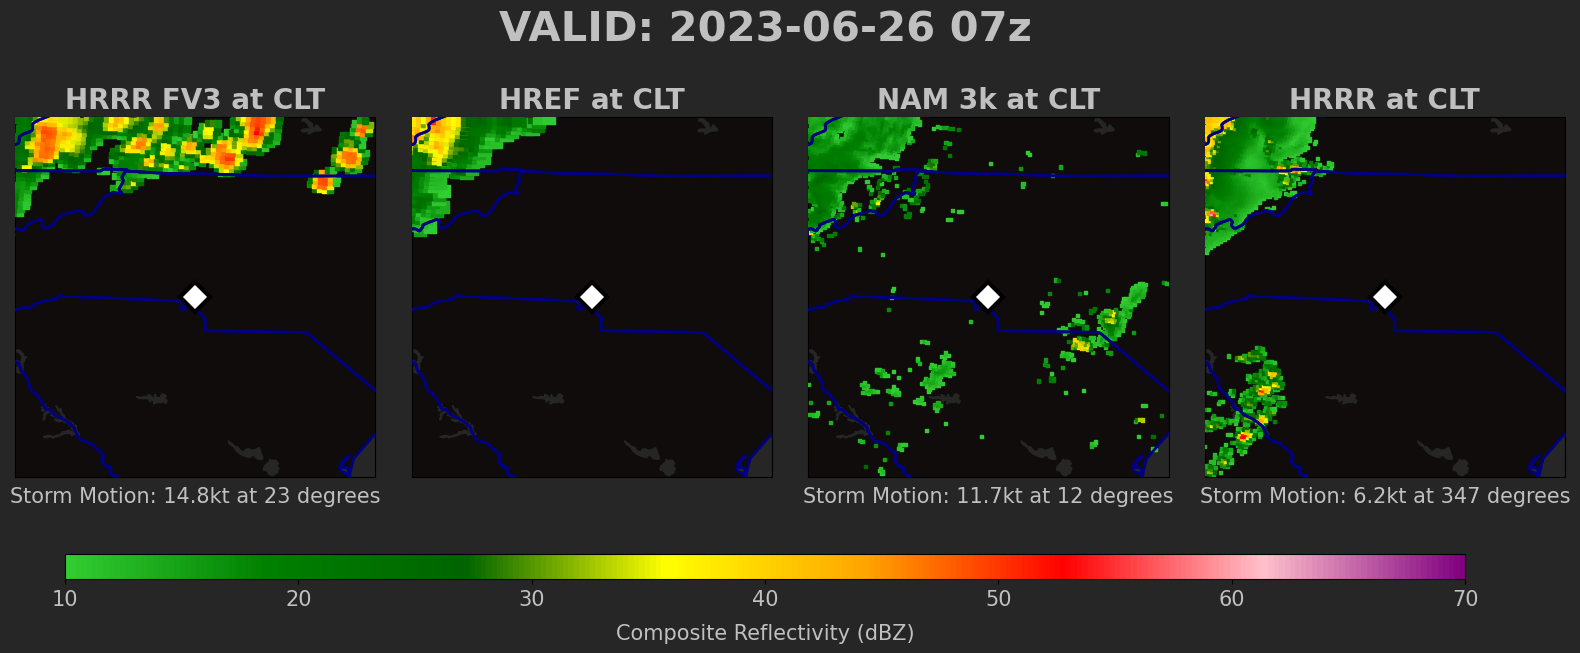 VALID: 2023-06-26 07z
HRRR FV3 at CLT
HREF at CLT
NAM 3k at CLT
HRRR at CLT
Storm Motion: 14.8kt at 23 degrees
Storm Motion: 11.7kt at 12 degrees
Storm Motion: 6.2kt at 347 degrees
10 20 30 40 50 60 70
Composite Reflectivity (dBZ)